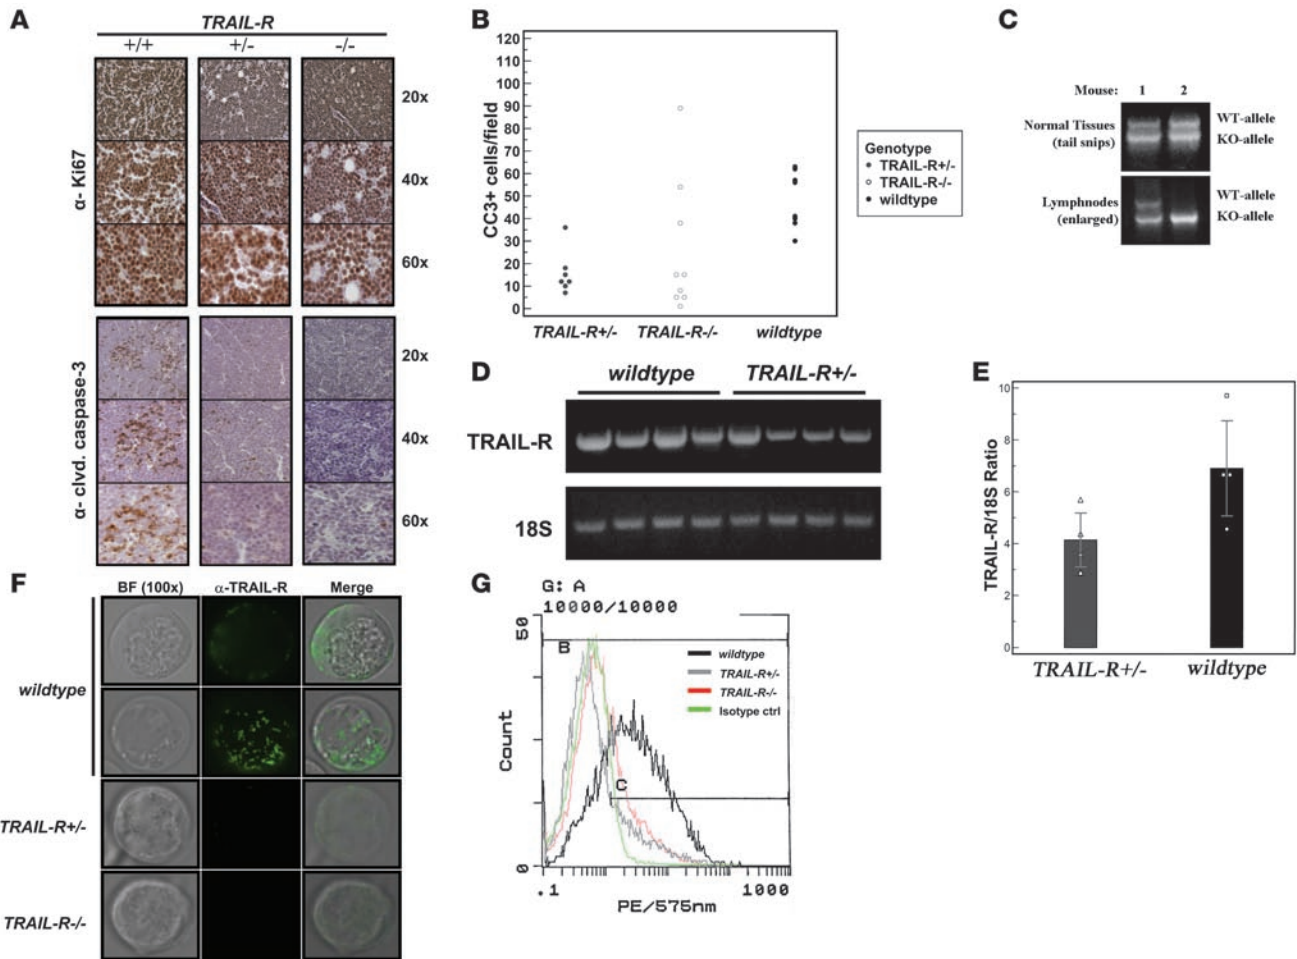 A
TRAIL-R
+/+ +/- -/-
α- Ki67
20x
40x
60x
α- clvd. caspase-3
20x
40x
60x
B
CC3+ cells/field
120
110
100
90
80
70
60
50
40
30
20
10
0
TRAIL-R+/- TRAIL-R-/- wildtype
Genotype
TRAIL-R+/-
TRAIL-R-/-
wildtype
C
Mouse: 1 2
Normal Tissues
(tail snips)
WT-allele
KO-allele
Lymphnodes
(enlarged)
WT-allele
KO-allele
D
wildtype TRAIL-R+/-
TRAIL-R
18S
E
TRAIL-R/18S Ratio
10
8
6
4
2
0
TRAIL-R+/- wildtype
F
BF (100x) α-TRAIL-R Merge
wildtype
TRAIL-R+/-
TRAIL-R-/-
G
G: A
10000/10000
50
B
wildtype
TRAIL-R+/-
TRAIL-R-/-
Isotype ctrl
Count
C
0
.1 1000
PE/575nm